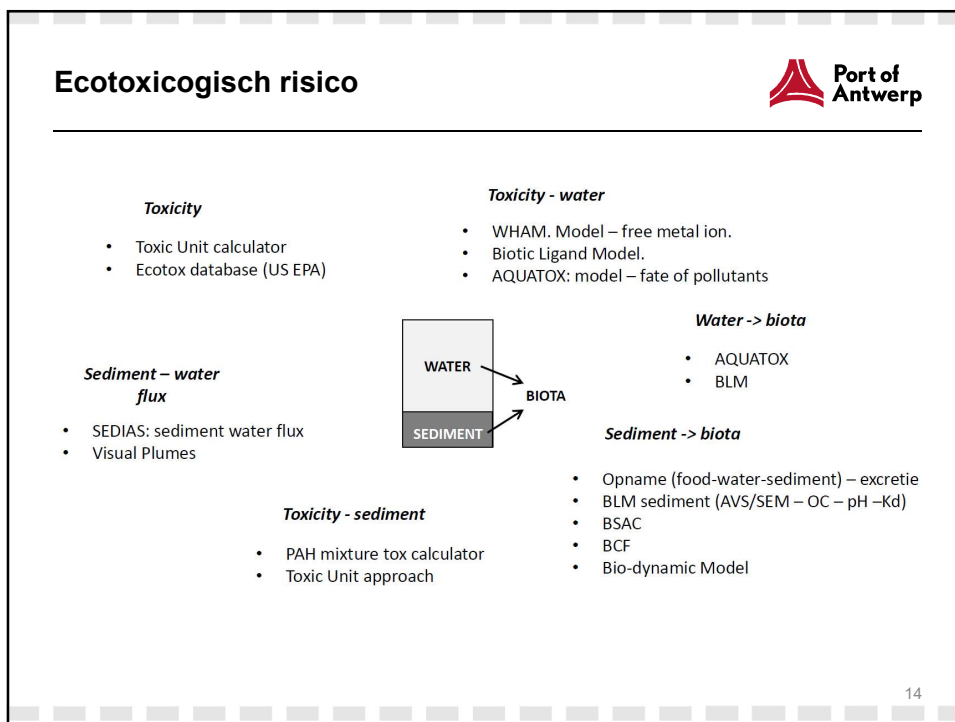 Ecotoxicogisch risico
Port of
Antwerp
Toxicity
• Toxic Unit calculator
• Ecotox database (US EPA)
Toxicity - water
• WHAM. Model – free metal ion.
• Biotic Ligand Model.
• AQUATOX: model – fate of pollutants
Water -> biota
• AQUATOX
• BLM
WATER
BIOTA
SEDIMENT
Sediment – water
flux
• SEDIAS: sediment water flux
• Visual Plumes
Sediment -> biota
• Opname (food-water-sediment) – excretie
• BLM sediment (AVS/SEM – OC – pH –Kd)
• BSAC
• BCF
• Bio-dynamic Model
Toxicity - sediment
• PAH mixture tox calculator
• Toxic Unit approach
14